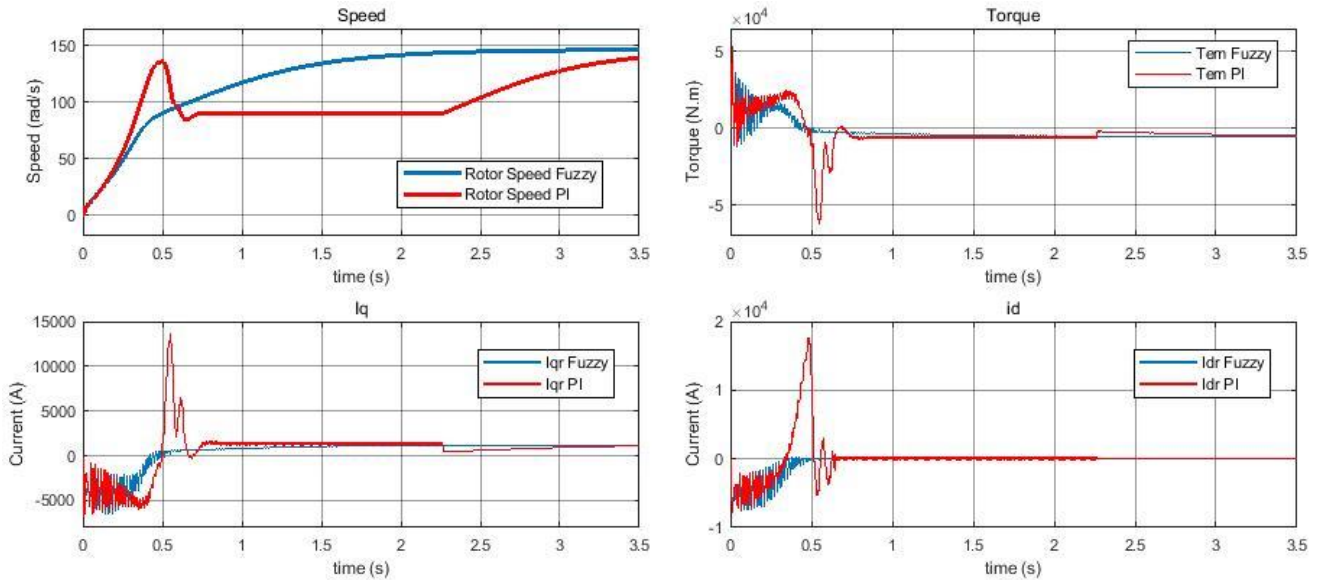 Speed
Speed (rad/s)
150
100
50
0
Rotor Speed Fuzzy
Rotor Speed PI
0 0.5 1 1.5 2 2.5 3 3.5
time (s)
Torque
×10⁴
Torque (N.m)
5
0
-5
Tem Fuzzy
Tem PI
0 0.5 1 1.5 2 2.5 3 3.5
time (s)
Iq
Current (A)
15000
10000
5000
0
-5000
Iqr Fuzzy
Iqr PI
0 0.5 1 1.5 2 2.5 3 3.5
time (s)
id
×10⁴
Current (A)
2
1
0
-1
Idr Fuzzy
Idr PI
0 0.5 1 1.5 2 2.5 3 3.5
time (s)